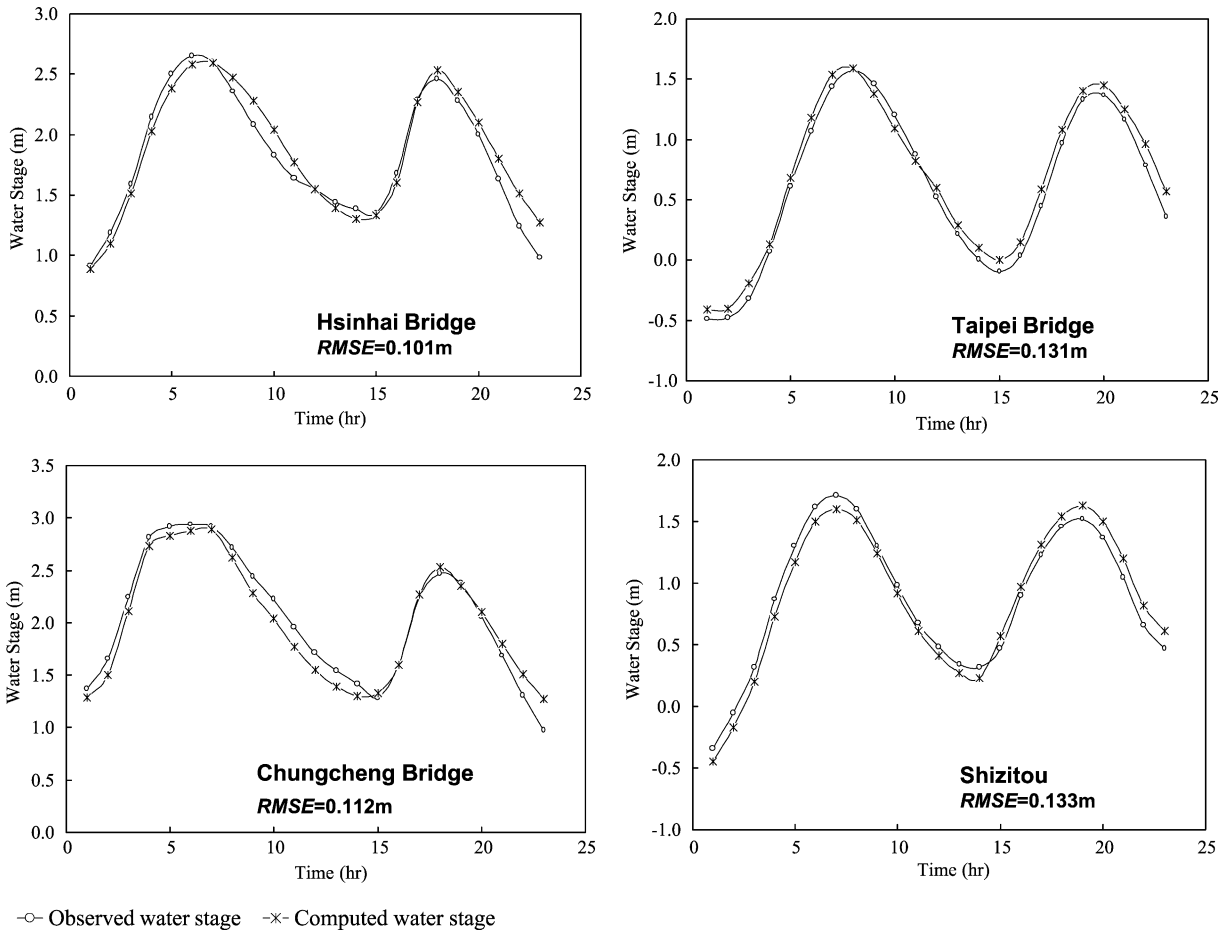 3.0
2.5
2.0
1.5
1.0
0.5
0.0
Water Stage (m)
0 5 10 15 20 25
Time (hr)
Hsinhai Bridge
RMSE=0.101m
2.0
1.5
1.0
0.5
0.0
-0.5
-1.0
Water Stage (m)
0 5 10 15 20 25
Time (hr)
Taipei Bridge
RMSE=0.131m
3.5
3.0
2.5
2.0
1.5
1.0
0.5
0.0
Water Stage (m)
0 5 10 15 20 25
Time (hr)
Chungcheng Bridge
RMSE=0.112m
2.0
1.5
1.0
0.5
0.0
-0.5
-1.0
Water Stage (m)
0 5 10 15 20 25
Time (hr)
Shizitou
RMSE=0.133m
Observed water stage Computed water stage